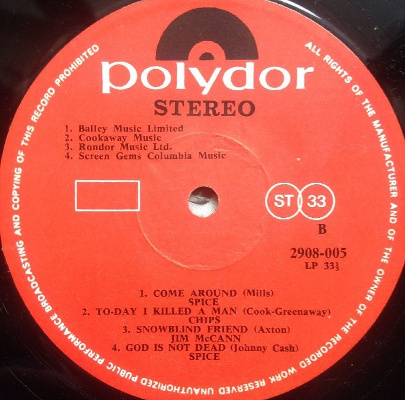 polydor
STEREO
1. Bailey Music Limited
2. Cookaway Music
3. Rondor Music Ltd.
4. Screen Gems Columbia Music
ST 33
B
2908-005
LP 33⅓
1. COME AROUND (Mills)
SPICE
2. TO-DAY I KILLED A MAN (Cook-Greenaway)
CHIPS
3. SNOWBLIND FRIEND (Axton)
JIM McCANN
4. GOD IS NOT DEAD (Johnny Cash)
SPICE
ALL RIGHTS OF THE MANUFACTURER AND OF THE OWNER OF THE RECORDED WORK RESERVED UNAUTHORIZED PUBLIC PERFORMANCE BROADCASTING AND COPYING OF THIS RECORD PROHIBITED